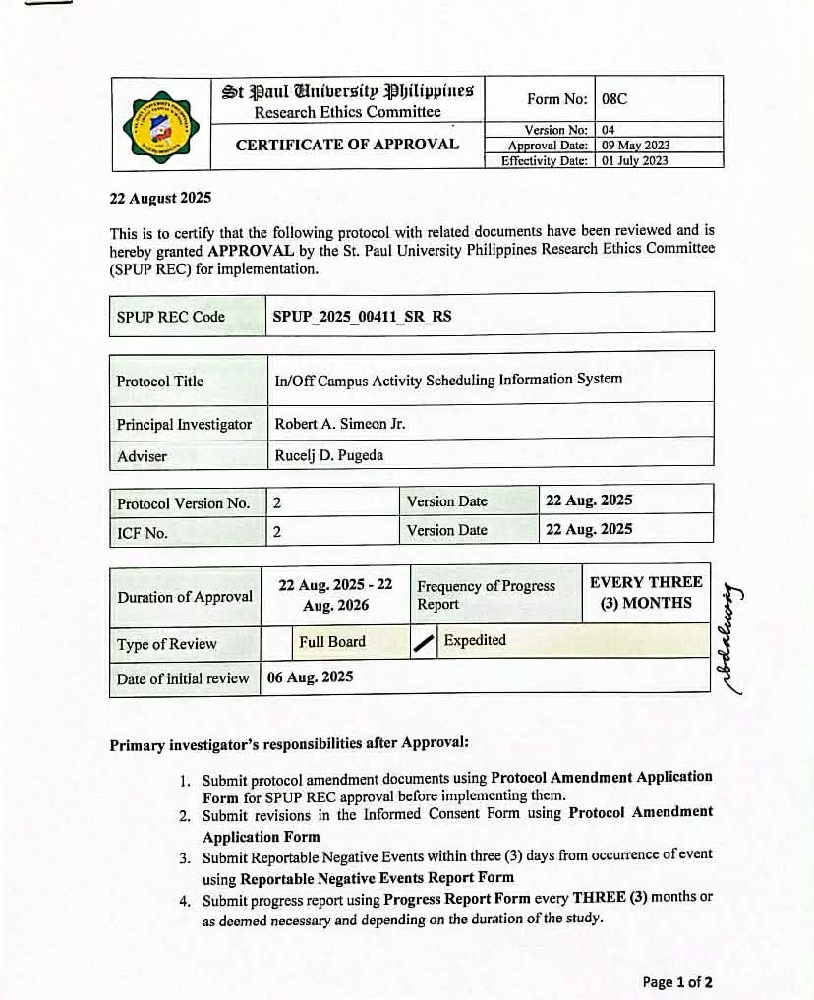 St Paul University Philippines
Research Ethics Committee
CERTIFICATE OF APPROVAL
Form No: 08C
Version No: 04
Approval Date: 09 May 2023
Effectivity Date: 01 July 2023
22 August 2025
This is to certify that the following protocol with related documents have been reviewed and is
hereby granted APPROVAL by the St. Paul University Philippines Research Ethics Committee
(SPUP REC) for implementation.
SPUP REC Code SPUP_2025_00411_SR_RS
Protocol Title In/Off Campus Activity Scheduling Information System
Principal Investigator Robert A. Simeon Jr.
Adviser Rucelj D. Pugeda
Protocol Version No. 2 Version Date 22 Aug. 2025
ICF No. 2 Version Date 22 Aug. 2025
Duration of Approval 22 Aug. 2025 - 22 Aug. 2026 Frequency of Progress Report EVERY THREE (3) MONTHS
Type of Review Full Board Expedited
Date of initial review 06 Aug. 2025
Primary investigator's responsibilities after Approval:
1. Submit protocol amendment documents using Protocol Amendment Application
Form for SPUP REC approval before implementing them.
2. Submit revisions in the Informed Consent Form using Protocol Amendment
Application Form
3. Submit Reportable Negative Events within three (3) days from occurrence of event
using Reportable Negative Events Report Form
4. Submit progress report using Progress Report Form every THREE (3) months or
as deemed necessary and depending on the duration of the study.
Page 1 of 2